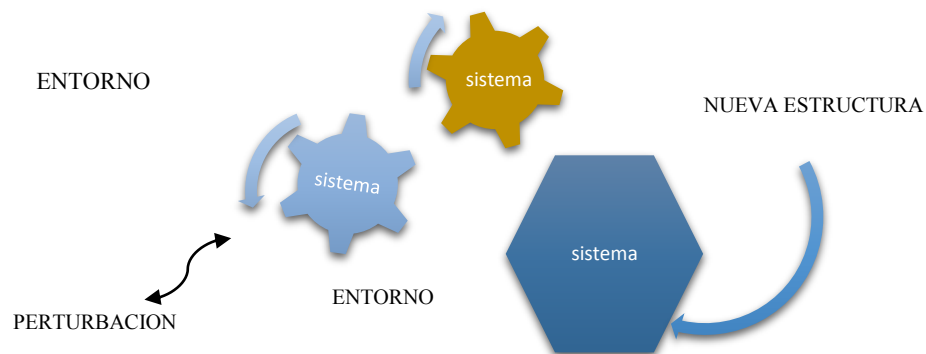 sistema
ENTORNO
NUEVA ESTRUCTURA
sistema
sistema
ENTORNO
PERTURBACION